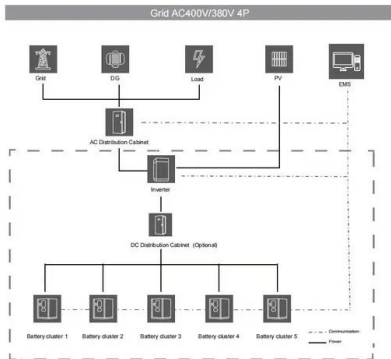 Grid AC400V/380V 4P
Grid
DG
Load
PV
EMS
AC Distribution Cabinet
Inverter
DC Distribution Cabinet (Optional)
Battery cluster 1
Battery cluster 2
Battery cluster 3
Battery cluster 4
Battery cluster 5
Communication
Power